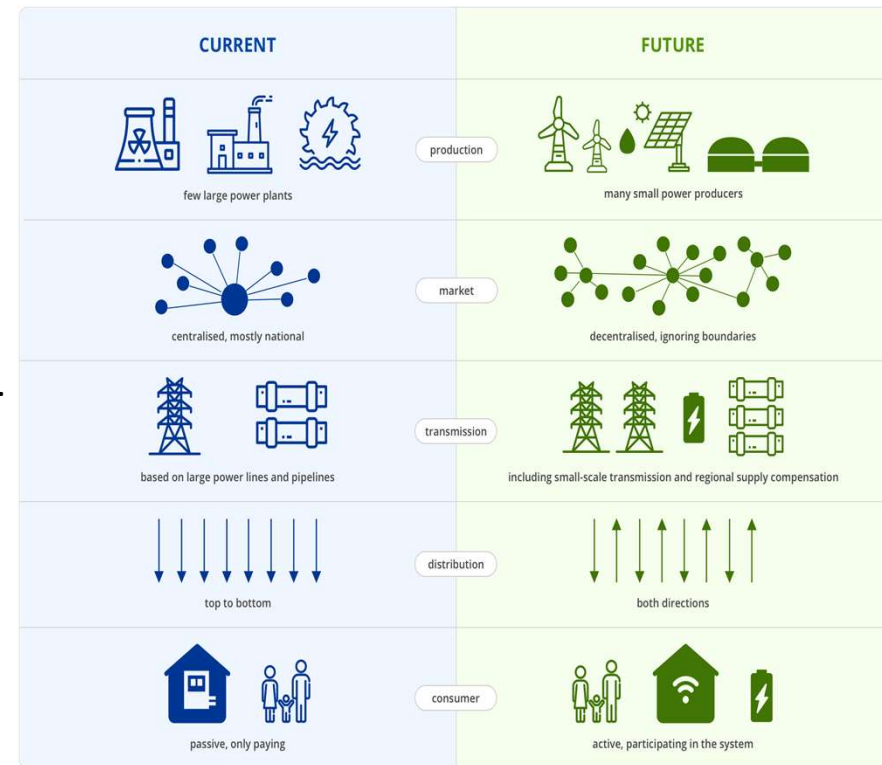 CURRENT
FUTURE
production
few large power plants
many small power producers
market
centralised, mostly national
decentralised, ignoring boundaries
transmission
based on large power lines and pipelines
including small-scale transmission and regional supply compensation
distribution
top to bottom
both directions
consumer
passive, only paying
active, participating in the system